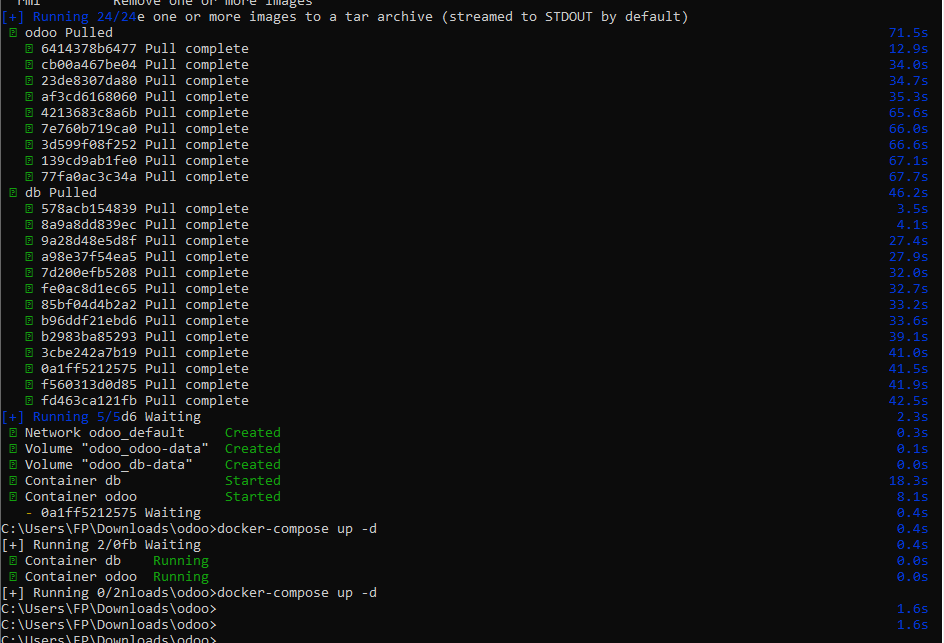 rmi         Remove one or more images
[+] Running 24/24e one or more images to a tar archive (streamed to STDOUT by default)
odoo Pulled 71.5s
6414378b6477 Pull complete 12.9s
cb00a467be04 Pull complete 34.0s
23de8307da80 Pull complete 34.7s
af3cd6168060 Pull complete 35.3s
4213683c8a6b Pull complete 65.6s
7e760b719ca0 Pull complete 66.0s
3d599f08f252 Pull complete 66.6s
139cd9ab1fe0 Pull complete 67.1s
77fa0ac3c34a Pull complete 67.7s
db Pulled 46.2s
578acb154839 Pull complete 3.5s
8a9a8dd839ec Pull complete 4.1s
9a28d48e5d8f Pull complete 27.4s
a98e37f54ea5 Pull complete 27.9s
7d200efb5208 Pull complete 32.0s
fe0ac8d1ec65 Pull complete 32.7s
85bf04d4b2a2 Pull complete 33.2s
b96ddf21ebd6 Pull complete 33.6s
b2983ba85293 Pull complete 39.1s
3cbe242a7b19 Pull complete 41.0s
0a1ff5212575 Pull complete 41.5s
f560313d0d85 Pull complete 41.9s
fd463ca121fb Pull complete 42.5s
[+] Running 5/5d6 Waiting 2.3s
Network odoo_default Created 0.3s
Volume "odoo_odoo-data" Created 0.1s
Volume "odoo_db-data" Created 0.0s
Container db Started 18.3s
Container odoo Started 8.1s
- 0a1ff5212575 Waiting 0.4s
C:\Users\FP\Downloads\odoo>docker-compose up -d 0.4s
[+] Running 2/0fb Waiting 0.4s
Container db Running 0.0s
Container odoo Running 0.0s
[+] Running 0/2nloads\odoo>docker-compose up -d
C:\Users\FP\Downloads\odoo> 1.6s
C:\Users\FP\Downloads\odoo> 1.6s
C:\Users\FP\Downloads\odoo>